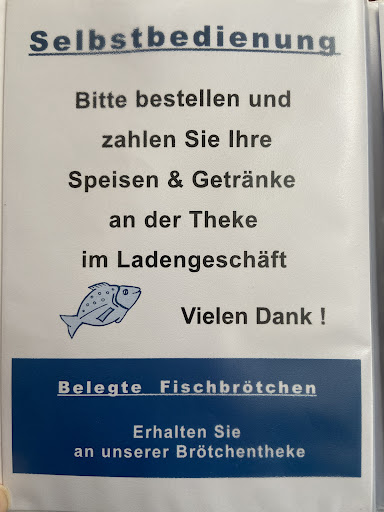 Selbstbedienung
Bitte bestellen und
zahlen Sie Ihre
Speisen & Getränke
an der Theke
im Ladengeschäft
Vielen Dank !
Belegte Fischbrötchen
Erhalten Sie
an unserer Brötchentheke